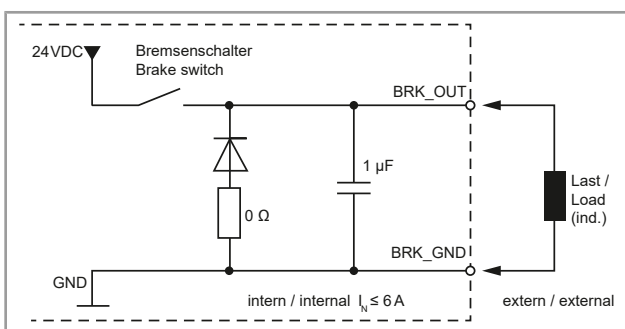 24VDC
Bremsenschalter
Brake switch
BRK_OUT
1 µF
0 Ω
Last /
Load
(ind.)
BRK_GND
GND
intern / internal I_N ≤ 6 A
extern / external